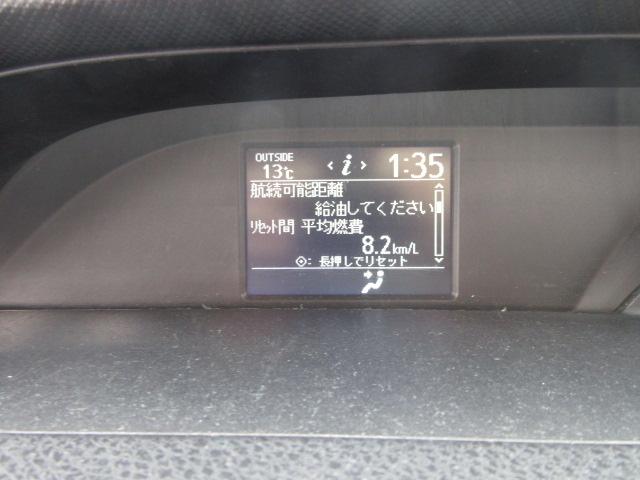 OUTSIDE
13℃ < i > 1:35
航続可能距離
給油してください
リセット間 平均燃費
8.2km/L
: 長押しでリセット